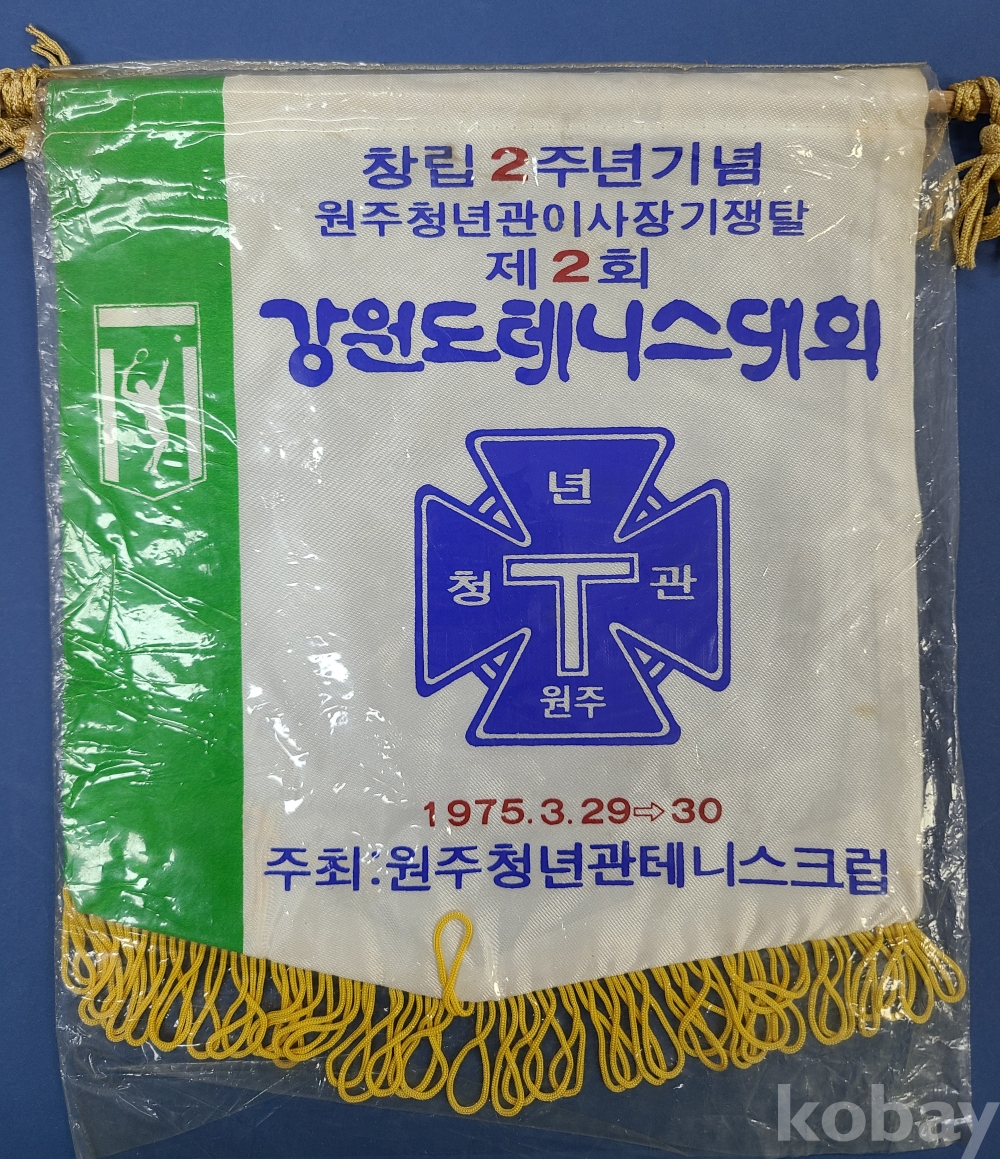 창립 2주년기념
원주청년관이사장기쟁탈
제2회
강원도테니스대회
년
청 T 관
원주
1975.3.29⇨30
주최:원주청년관테니스크럽
kobay